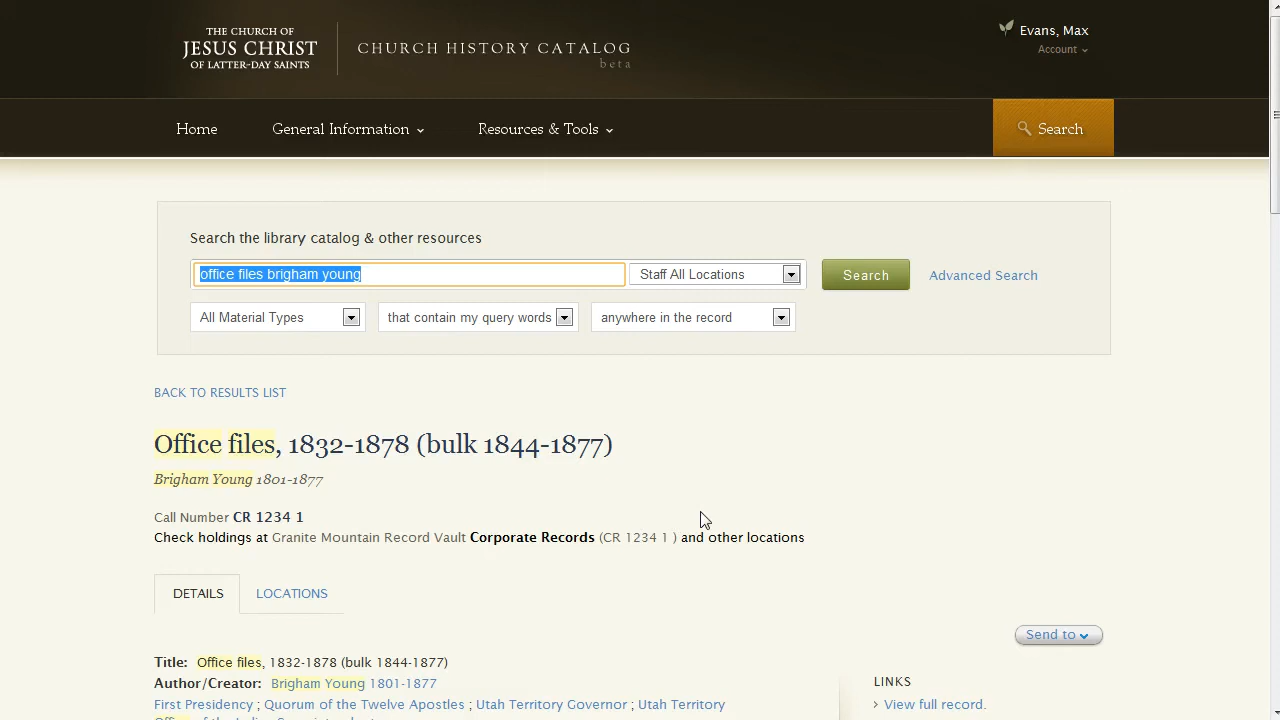 THE CHURCH OF
JESUS CHRIST
OF LATTER-DAY SAINTS
CHURCH HISTORY CATALOG
beta
Evans, Max
Account
Home
General Information
Resources & Tools
Search
Search the library catalog & other resources
office files brigham young
Staff All Locations
Search
Advanced Search
All Material Types
that contain my query words
anywhere in the record
BACK TO RESULTS LIST
Office files, 1832-1878 (bulk 1844-1877)
Brigham Young 1801-1877
Call Number CR 1234 1
Check holdings at Granite Mountain Record Vault Corporate Records (CR 1234 1 ) and other locations
DETAILS
LOCATIONS
Send to
Title: Office files, 1832-1878 (bulk 1844-1877)
Author/Creator: Brigham Young 1801-1877
LINKS
First Presidency ; Quorum of the Twelve Apostles ; Utah Territory Governor ; Utah Territory
View full record.